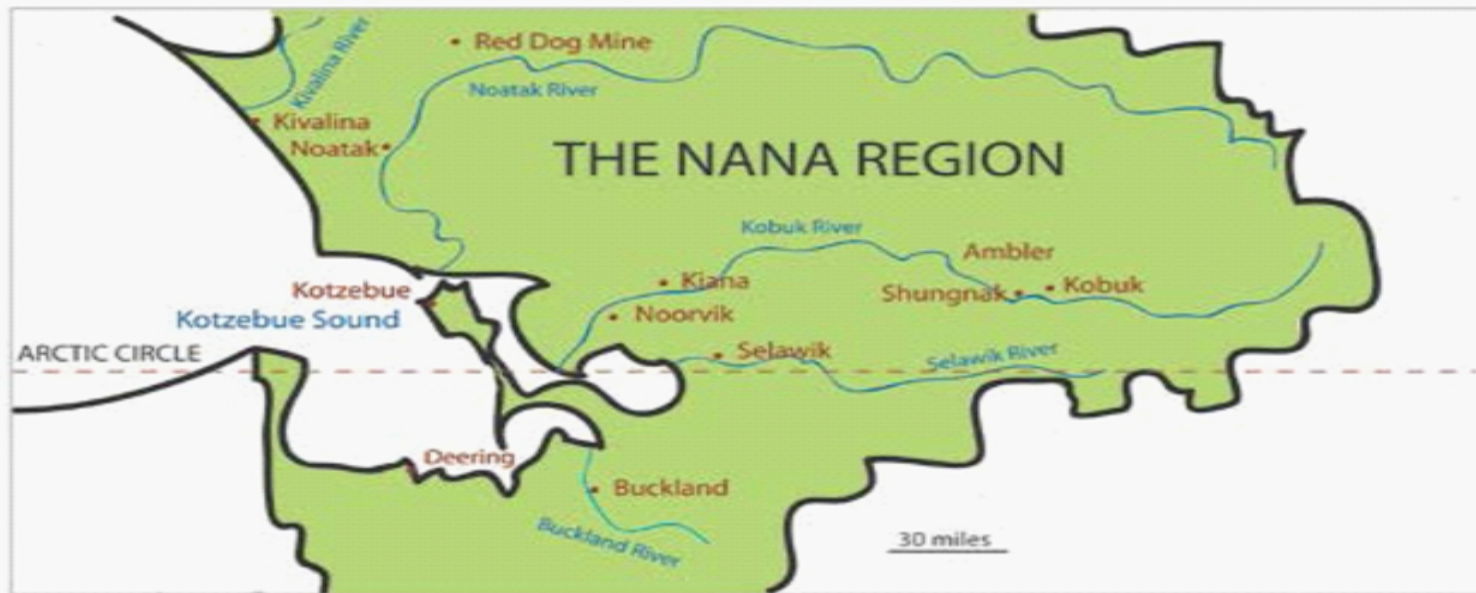 Red Dog Mine
Kivalina River
Noatak River
Kivalina
Noatak
THE NANA REGION
Kobuk River
Ambler
Kiana
Kobuk
Shungnak
Kotzebue
Kotzebue Sound
Noorvik
ARCTIC CIRCLE
Selawik
Selawik River
Deering
Buckland
Buckland River
30 miles